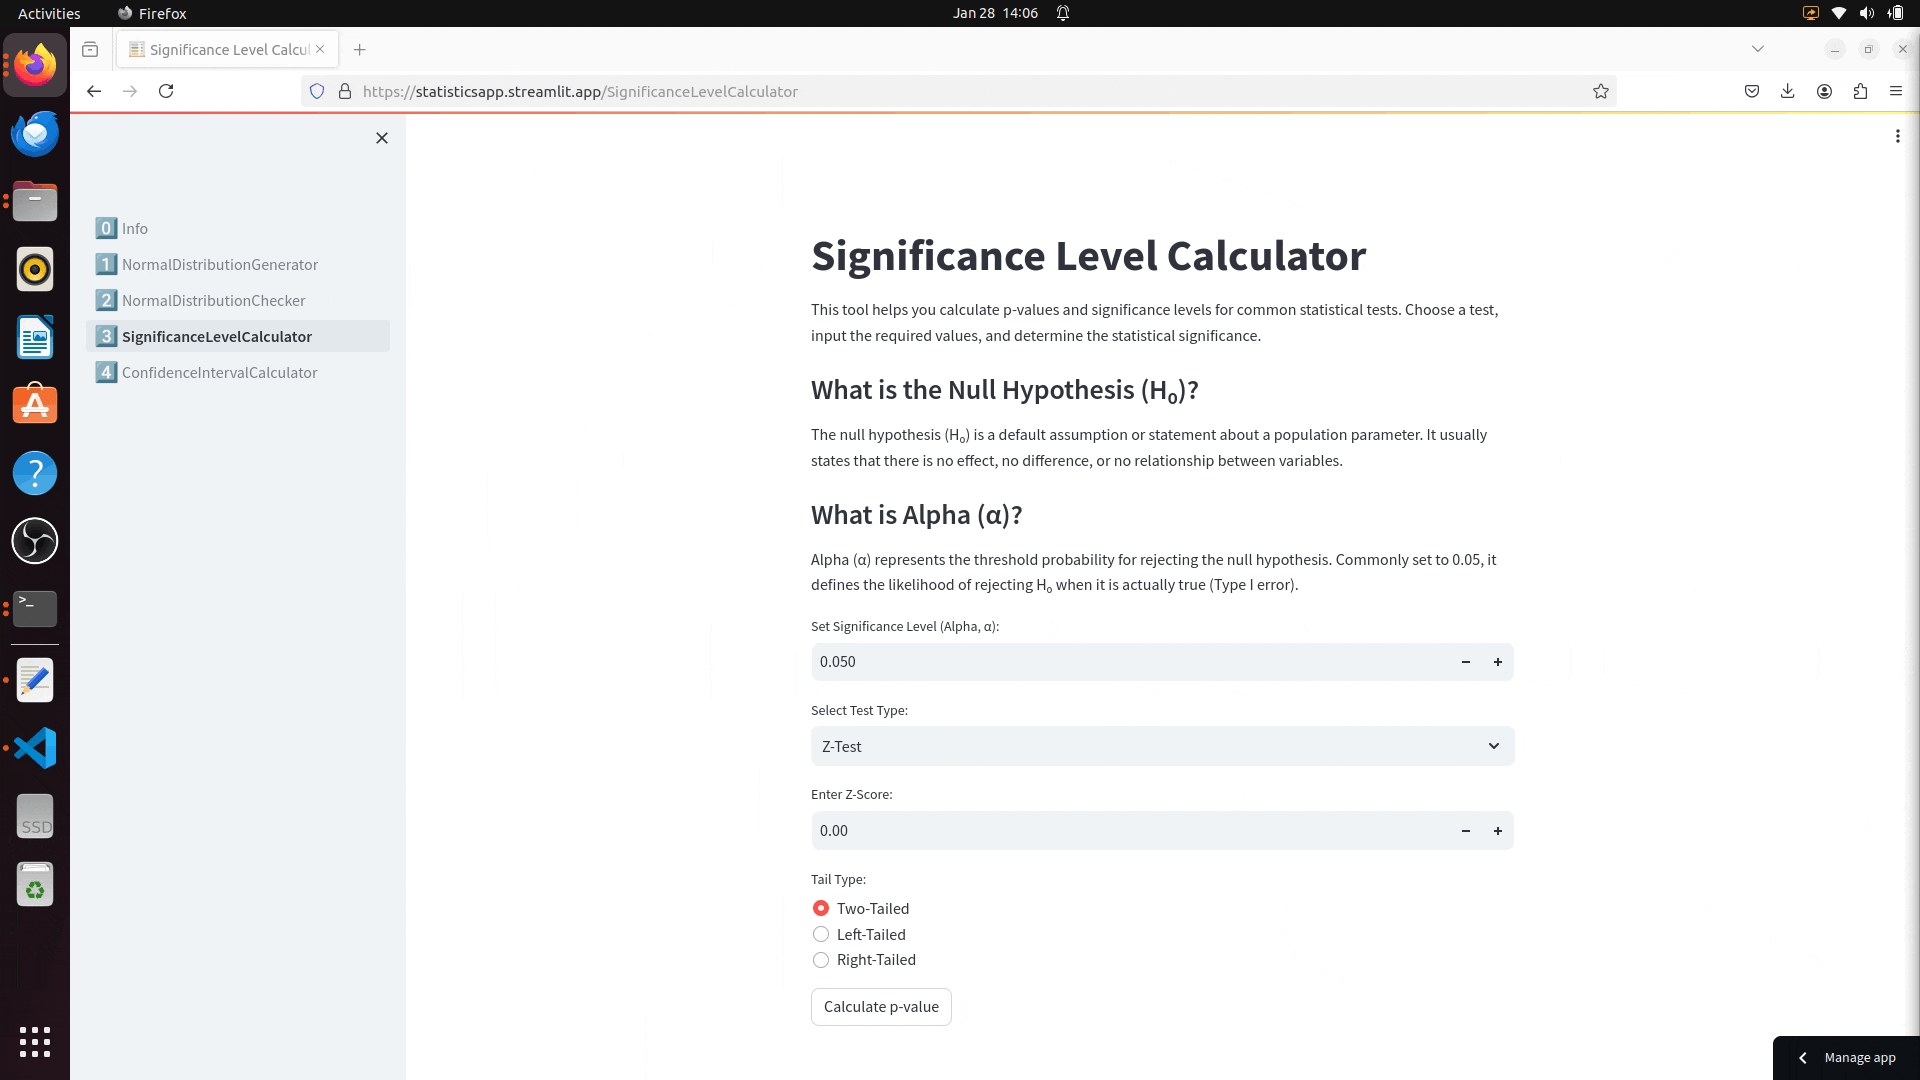 Activities
Firefox
Jan 28 14:06
Significance Level Calcul
https://statisticsapp.streamlit.app/SignificanceLevelCalculator
0 Info
1 NormalDistributionGenerator
2 NormalDistributionChecker
3 SignificanceLevelCalculator
4 ConfidenceIntervalCalculator
Significance Level Calculator
This tool helps you calculate p-values and significance levels for common statistical tests. Choose a test,
input the required values, and determine the statistical significance.
What is the Null Hypothesis (H₀)?
The null hypothesis (H₀) is a default assumption or statement about a population parameter. It usually
states that there is no effect, no difference, or no relationship between variables.
What is Alpha (α)?
Alpha (α) represents the threshold probability for rejecting the null hypothesis. Commonly set to 0.05, it
defines the likelihood of rejecting H₀ when it is actually true (Type I error).
Set Significance Level (Alpha, α):
0.050
Select Test Type:
Z-Test
Enter Z-Score:
0.00
Tail Type:
Two-Tailed
Left-Tailed
Right-Tailed
Calculate p-value
SSD
Manage app